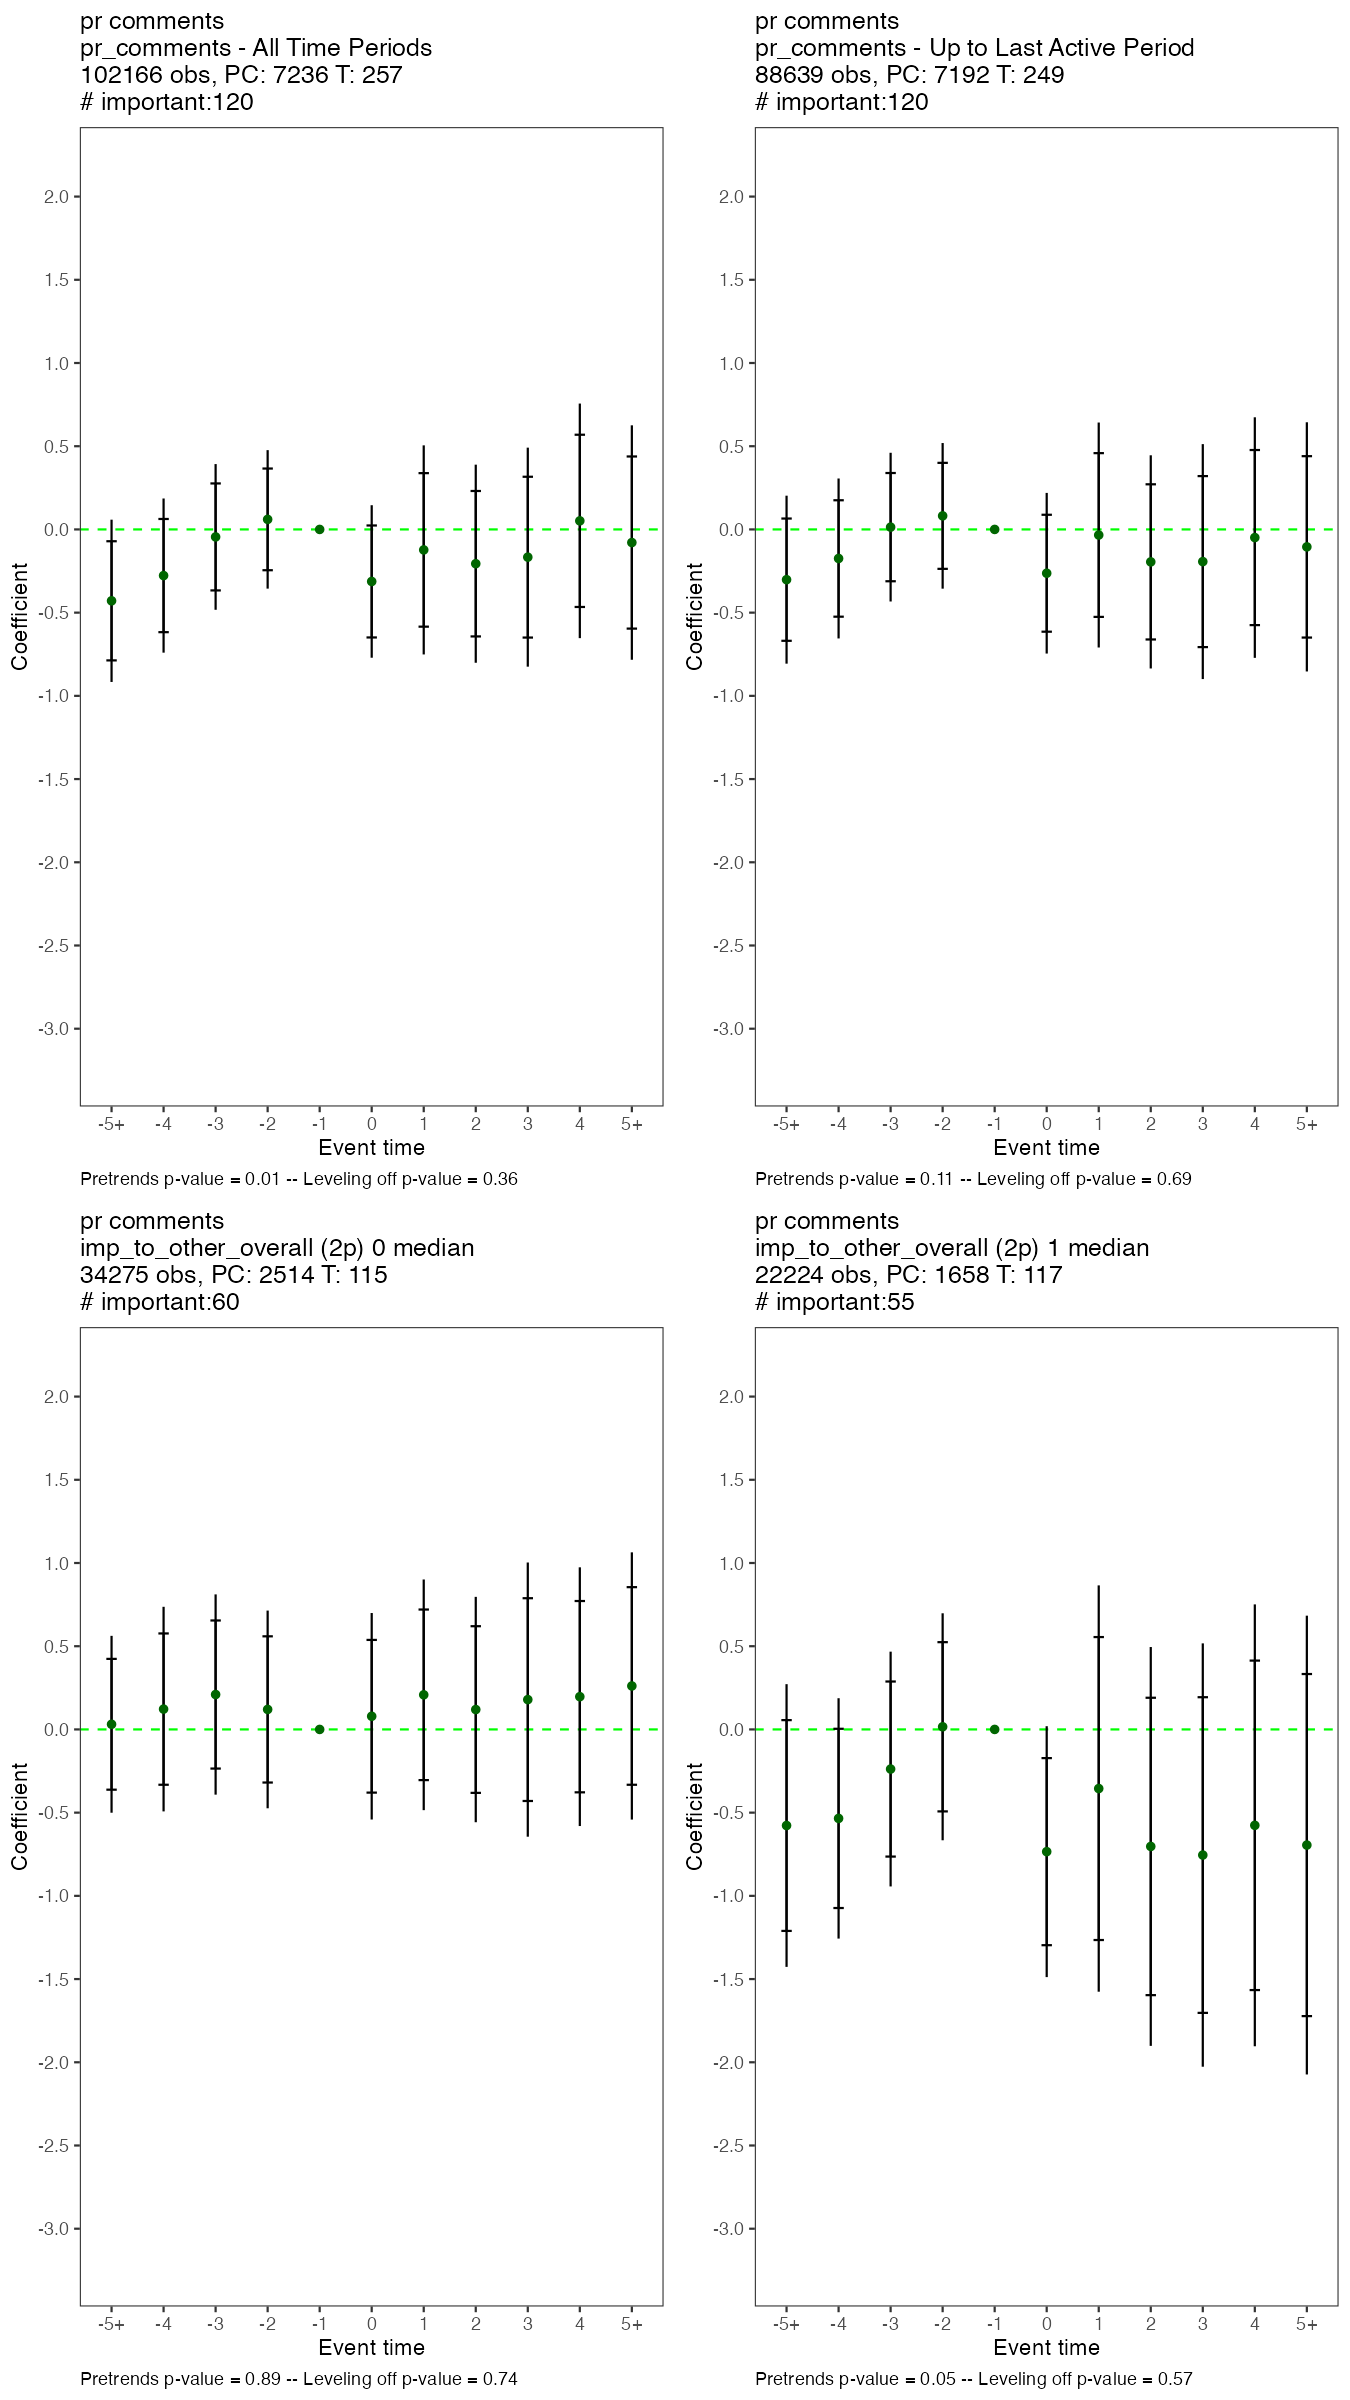 pr comments
pr_comments - All Time Periods
102166 obs, PC: 7236 T: 257
# important:120
2.0
1.5
1.0
0.5
0.0
-0.5
-1.0
-1.5
-2.0
-2.5
-3.0
Coefficient
-5+ -4 -3 -2 -1 0 1 2 3 4 5+
Event time
Pretrends p-value = 0.01 -- Leveling off p-value = 0.36
pr comments
pr_comments - Up to Last Active Period
88639 obs, PC: 7192 T: 249
# important:120
2.0
1.5
1.0
0.5
0.0
-0.5
-1.0
-1.5
-2.0
-2.5
-3.0
Coefficient
-5+ -4 -3 -2 -1 0 1 2 3 4 5+
Event time
Pretrends p-value = 0.11 -- Leveling off p-value = 0.69
pr comments
imp_to_other_overall (2p) 0 median
34275 obs, PC: 2514 T: 115
# important:60
2.0
1.5
1.0
0.5
0.0
-0.5
-1.0
-1.5
-2.0
-2.5
-3.0
Coefficient
-5+ -4 -3 -2 -1 0 1 2 3 4 5+
Event time
Pretrends p-value = 0.89 -- Leveling off p-value = 0.74
pr comments
imp_to_other_overall (2p) 1 median
22224 obs, PC: 1658 T: 117
# important:55
2.0
1.5
1.0
0.5
0.0
-0.5
-1.0
-1.5
-2.0
-2.5
-3.0
Coefficient
-5+ -4 -3 -2 -1 0 1 2 3 4 5+
Event time
Pretrends p-value = 0.05 -- Leveling off p-value = 0.57